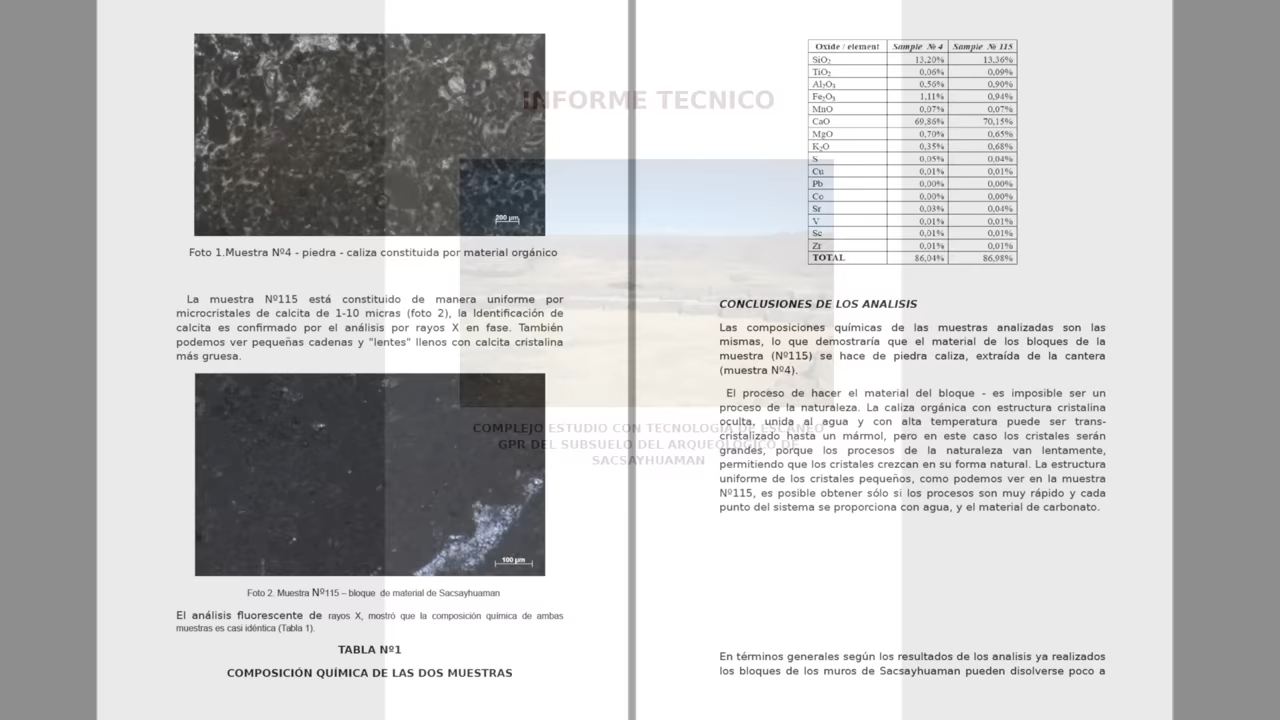 200 µm
Foto 1.Muestra Nº4 - piedra - caliza constituida por material orgánico
La muestra Nº115 está constituido de manera uniforme por
microcristales de calcita de 1-10 micras (foto 2), la Identificación de
calcita es confirmado por el análisis por rayos X en fase. También
podemos ver pequeñas cadenas y "lentes" llenos con calcita cristalina
más gruesa.
100 µm
Foto 2. Muestra Nº115 – bloque de material de Sacsayhuaman
El análisis fluorescente de rayos X, mostró que la composición química de ambas
muestras es casi idéntica (Tabla 1).
TABLA Nº1
COMPOSICIÓN QUÍMICA DE LAS DOS MUESTRAS
INFORME TECNICO
COMPLEJO ESTUDIO CON TECNOLOGIA DE ESCANEO
GPR DEL SUBSUELO DEL ARQUEOLOGICO DE
SACSAYHUAMAN
Oxide / element Sample № 4 Sample № 115
SiO₂ 13,20% 13,36%
TiO₂ 0,06% 0,09%
Al₂O₃ 0,56% 0,90%
Fe₂O₃ 1,11% 0,94%
MnO 0,07% 0,07%
CaO 69,86% 70,15%
MgO 0,70% 0,65%
K₂O 0,35% 0,68%
S 0,05% 0,04%
Cu 0,01% 0,01%
Pb 0,00% 0,00%
Co 0,00% 0,00%
Sr 0,03% 0,04%
V 0,01% 0,01%
Sc 0,01% 0,01%
Zr 0,01% 0,01%
TOTAL 86,04% 86,98%
CONCLUSIONES DE LOS ANALISIS
Las composiciones químicas de las muestras analizadas son las
mismas, lo que demostraría que el material de los bloques de la
muestra (Nº115) se hace de piedra caliza, extraída de la cantera
(muestra Nº4).
El proceso de hacer el material del bloque - es imposible ser un
proceso de la naturaleza. La caliza orgánica con estructura cristalina
oculta, unida al agua y con alta temperatura puede ser trans-
cristalizado hasta un mármol, pero en este caso los cristales serán
grandes, porque los procesos de la naturaleza van lentamente,
permitiendo que los cristales crezcan en su forma natural. La estructura
uniforme de los cristales pequeños, como podemos ver en la muestra
Nº115, es posible obtener sólo si los procesos son muy rápido y cada
punto del sistema se proporciona con agua, y el material de carbonato.
En términos generales según los resultados de los analisis ya realizados
los bloques de los muros de Sacsayhuaman pueden disolverse poco a